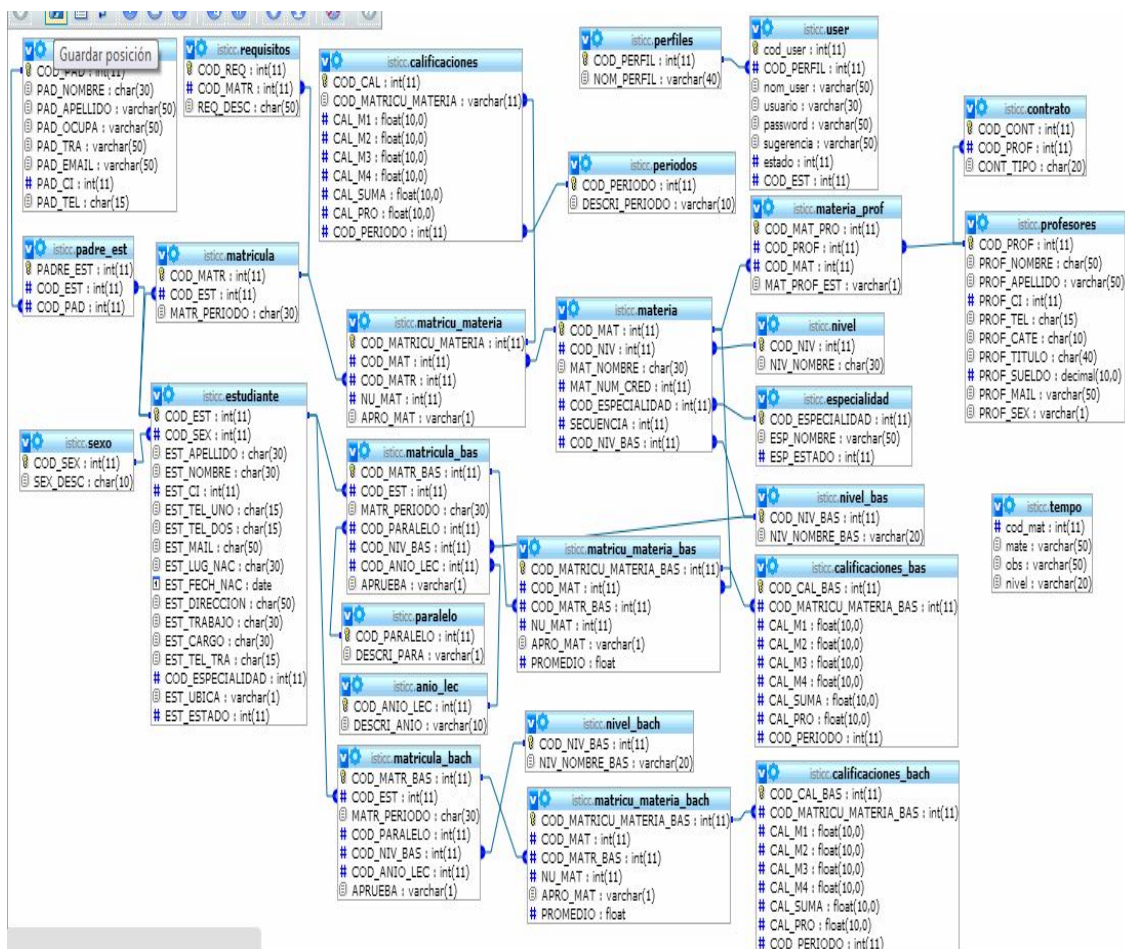 Guardar posición
COD_PAD : int(11)
PAD_NOMBRE : char(30)
PAD_APELLIDO : varchar(50)
PAD_OCUPA : varchar(50)
PAD_TRA : varchar(50)
PAD_EMAIL : varchar(50)
PAD_CI : int(11)
PAD_TEL : char(15)
isticc.requisitos
COD_REQ : int(11)
COD_MATR : int(11)
REQ_DESC : char(50)
isticc.calificaciones
COD_CAL : int(11)
COD_MATRICU_MATERIA : varchar(11)
CAL_M1 : float(10,0)
CAL_M2 : float(10,0)
CAL_M3 : float(10,0)
CAL_M4 : float(10,0)
CAL_SUMA : float(10,0)
CAL_PRO : float(10,0)
COD_PERIODO : int(11)
isticc.perfiles
COD_PERFIL : int(11)
NOM_PERFIL : varchar(40)
isticc.user
cod_user : int(11)
COD_PERFIL : int(11)
nom_user : varchar(50)
usuario : varchar(30)
password : varchar(50)
sugerencia : varchar(50)
estado : int(11)
COD_EST : int(11)
isticc.contrato
COD_CONT : int(11)
COD_PROF : int(11)
CONT_TIPO : char(20)
isticc.periodos
COD_PERIODO : int(11)
DESCRI_PERIODO : varchar(10)
isticc.materia_prof
COD_MAT_PRO : int(11)
COD_PROF : int(11)
COD_MAT : int(11)
MAT_PROF_EST : varchar(1)
isticc.profesores
COD_PROF : int(11)
PROF_NOMBRE : char(50)
PROF_APELLIDO : varchar(50)
PROF_CI : int(11)
PROF_TEL : char(15)
PROF_CATE : char(10)
PROF_TITULO : char(40)
PROF_SUELDO : decimal(10,0)
PROF_MAIL : varchar(50)
PROF_SEX : varchar(1)
isticc.padre_est
PADRE_EST : int(11)
COD_EST : int(11)
COD_PAD : int(11)
isticc.matricula
COD_MATR : int(11)
COD_EST : int(11)
MATR_PERIODO : char(30)
isticc.matricu_materia
COD_MATRICU_MATERIA : int(11)
COD_MAT : int(11)
COD_MATR : int(11)
NU_MAT : int(11)
APRO_MAT : varchar(1)
isticc.materia
COD_MAT : int(11)
COD_NIV : int(11)
MAT_NOMBRE : char(30)
MAT_NUM_CRED : int(11)
COD_ESPECIALIDAD : int(11)
SECUENCIA : int(11)
COD_NIV_BAS : int(11)
isticc.nivel
COD_NIV : int(11)
NIV_NOMBRE : char(30)
isticc.especialidad
COD_ESPECIALIDAD : int(11)
ESP_NOMBRE : varchar(50)
ESP_ESTADO : int(11)
isticc.sexo
COD_SEX : int(11)
SEX_DESC : char(10)
isticc.estudiante
COD_EST : int(11)
COD_SEX : int(11)
EST_APELLIDO : char(30)
EST_NOMBRE : char(30)
EST_CI : int(11)
EST_TEL_UNO : char(15)
EST_TEL_DOS : char(15)
EST_MAIL : char(50)
EST_LUG_NAC : char(30)
EST_FECH_NAC : date
EST_DIRECCION : char(50)
EST_TRABAJO : char(30)
EST_CARGO : char(30)
EST_TEL_TRA : char(15)
COD_ESPECIALIDAD : int(11)
EST_UBICA : varchar(1)
EST_ESTADO : int(11)
isticc.matricula_bas
COD_MATR_BAS : int(11)
COD_EST : int(11)
MATR_PERIODO : char(30)
COD_PARALELO : int(11)
COD_NIV_BAS : int(11)
COD_ANIO_LEC : int(11)
APRUEBA : varchar(1)
isticc.nivel_bas
COD_NIV_BAS : int(11)
NIV_NOMBRE_BAS : varchar(20)
isticc.tempo
cod_mat : int(11)
mate : varchar(50)
obs : varchar(50)
nivel : varchar(20)
isticc.matricu_materia_bas
COD_MATRICU_MATERIA_BAS : int(11)
COD_MAT : int(11)
COD_MATR_BAS : int(11)
NU_MAT : int(11)
APRO_MAT : varchar(1)
PROMEDIO : float
isticc.calificaciones_bas
COD_CAL_BAS : int(11)
COD_MATRICU_MATERIA_BAS : int(11)
CAL_M1 : float(10,0)
CAL_M2 : float(10,0)
CAL_M3 : float(10,0)
CAL_M4 : float(10,0)
CAL_SUMA : float(10,0)
CAL_PRO : float(10,0)
COD_PERIODO : int(11)
isticc.paralelo
COD_PARALELO : int(11)
DESCRI_PARA : varchar(1)
isticc.anio_lec
COD_ANIO_LEC : int(11)
DESCRI_ANIO : varchar(10)
isticc.nivel_bach
COD_NIV_BAS : int(11)
NIV_NOMBRE_BAS : varchar(20)
isticc.matricula_bach
COD_MATR_BAS : int(11)
COD_EST : int(11)
MATR_PERIODO : char(30)
COD_PARALELO : int(11)
COD_NIV_BAS : int(11)
COD_ANIO_LEC : int(11)
APRUEBA : varchar(1)
isticc.matricu_materia_bach
COD_MATRICU_MATERIA_BAS : int(11)
COD_MAT : int(11)
COD_MATR_BAS : int(11)
NU_MAT : int(11)
APRO_MAT : varchar(1)
PROMEDIO : float
isticc.calificaciones_bach
COD_CAL_BAS : int(11)
COD_MATRICU_MATERIA_BAS : int(11)
CAL_M1 : float(10,0)
CAL_M2 : float(10,0)
CAL_M3 : float(10,0)
CAL_M4 : float(10,0)
CAL_SUMA : float(10,0)
CAL_PRO : float(10,0)
COD_PERIODO : int(11)